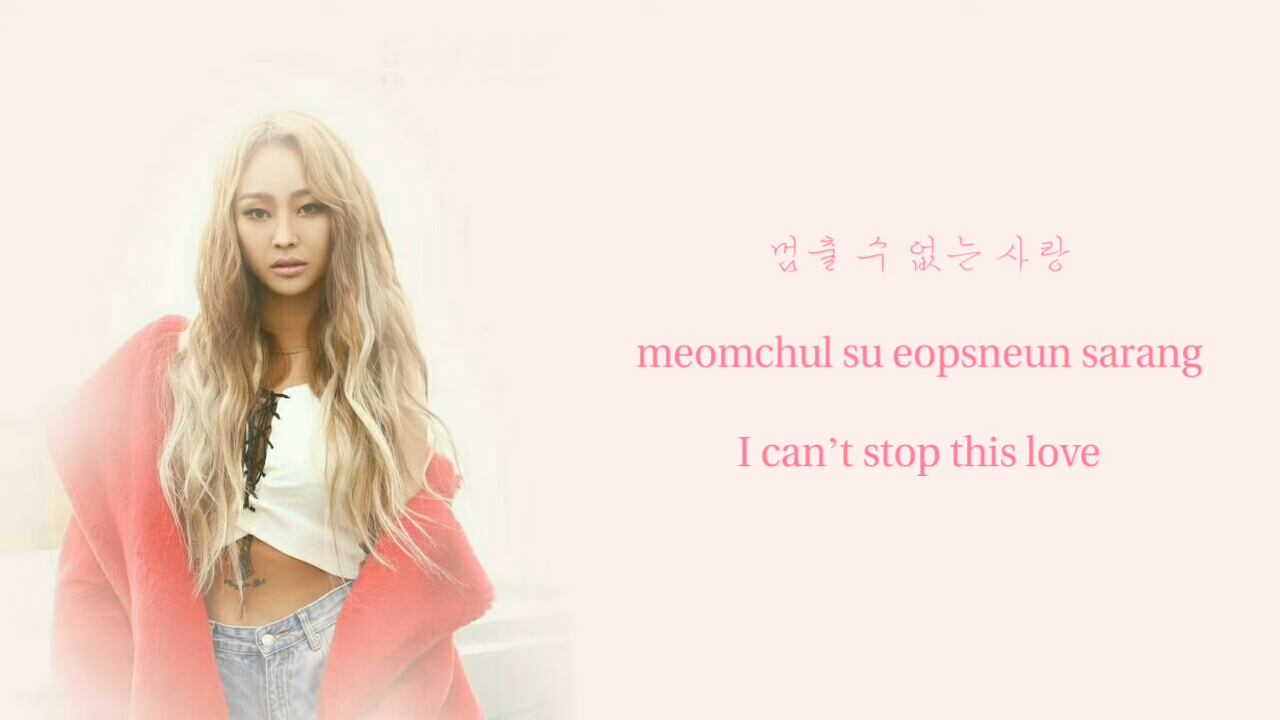 멈출 수 없는 사랑
meomchul su eopsneun sarang
I can’t stop this love